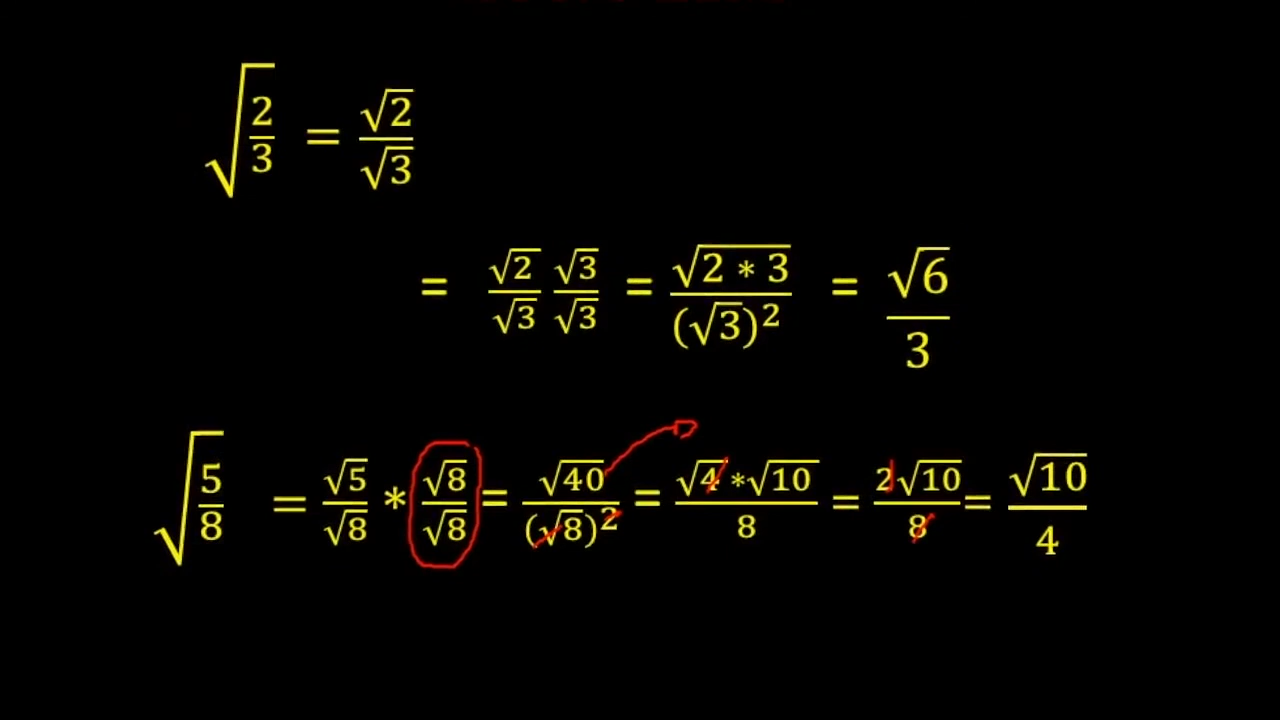 √(2/3) = √2/√3
= √2/√3 √3/√3 = √(2 * 3)/(√3)² = √6/3
√(5/8) = √5/√8 * √8/√8 = √40/(√8)² = √4 * √10/8 = 2√10/8 = √10/4